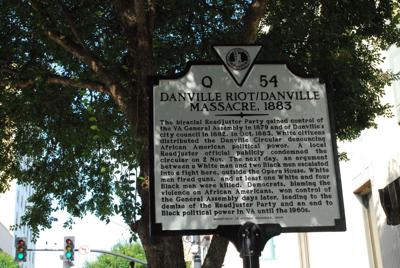 O 54
DANVILLE RIOT/DANVILLE
MASSACRE, 1883
The biracial Readjuster Party gained control of
the VA General Assembly in 1879 and of Danville's
city council in 1882. In Oct. 1883, White citizens
distributed the Danville Circular denouncing
African American political power. A local
Readjuster official publicly condemned the
circular on 2 Nov. The next day, an argument
between a White man and two Black men escalated
into a fight here, outside the Opera House. White
men fired guns, and at least one White and four
Black men were killed. Democrats, blaming the
violence on African Americans, won control of
the General Assembly days later, leading to the
demise of the Readjuster Party and an end to
Black political power in VA until the 1960s.